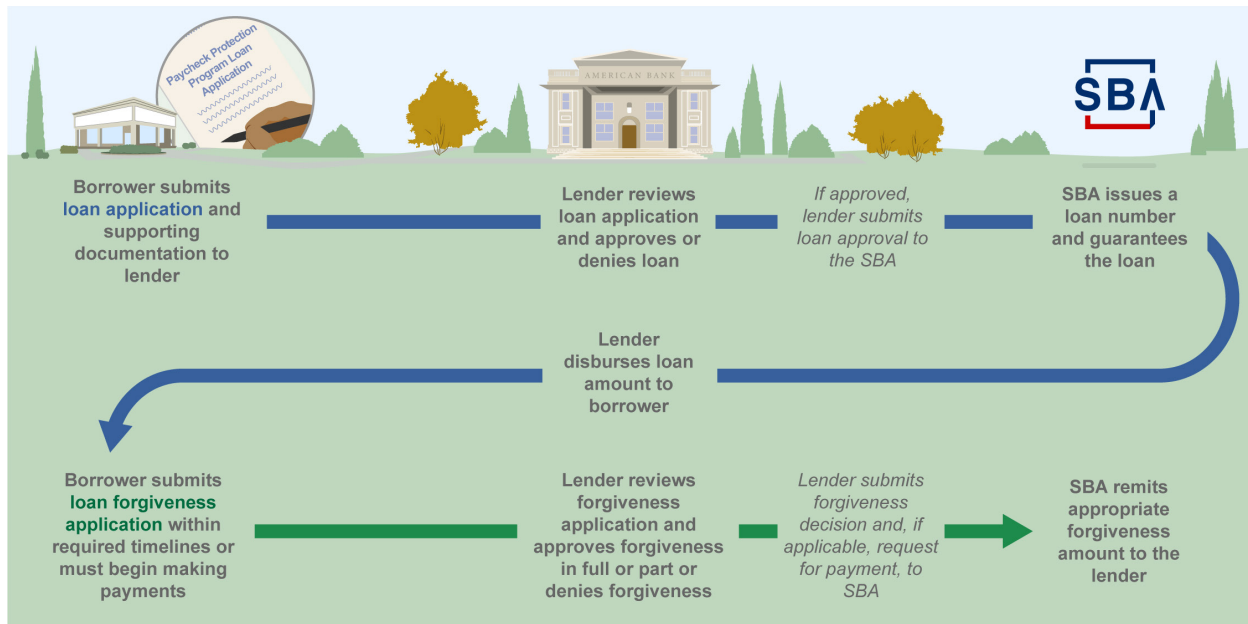 Paycheck Protection
Program Loan
Application
AMERICAN BANK
SBA
Borrower submits
loan application and
supporting
documentation to
lender
Lender reviews
loan application
and approves or
denies loan
If approved,
lender submits
loan approval to
the SBA
SBA issues a
loan number
and guarantees
the loan
Lender
disburses loan
amount to
borrower
Borrower submits
loan forgiveness
application within
required timelines or
must begin making
payments
Lender reviews
forgiveness
application and
approves forgiveness
in full or part or
denies forgiveness
Lender submits
forgiveness
decision and, if
applicable, request
for payment, to
SBA
SBA remits
appropriate
forgiveness
amount to the
lender